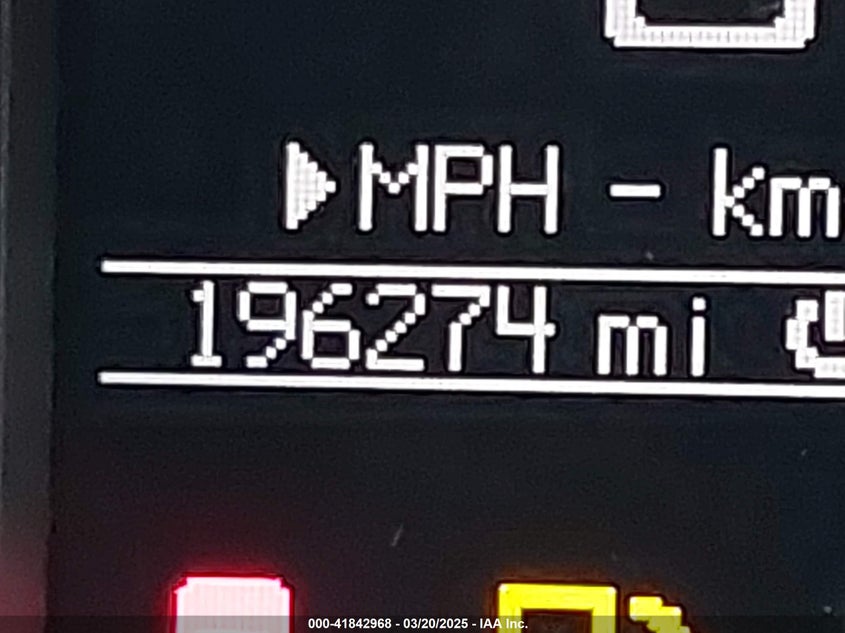 MPH - km
196274 mi
000-41842968 - 03/20/2025 - IAA Inc.